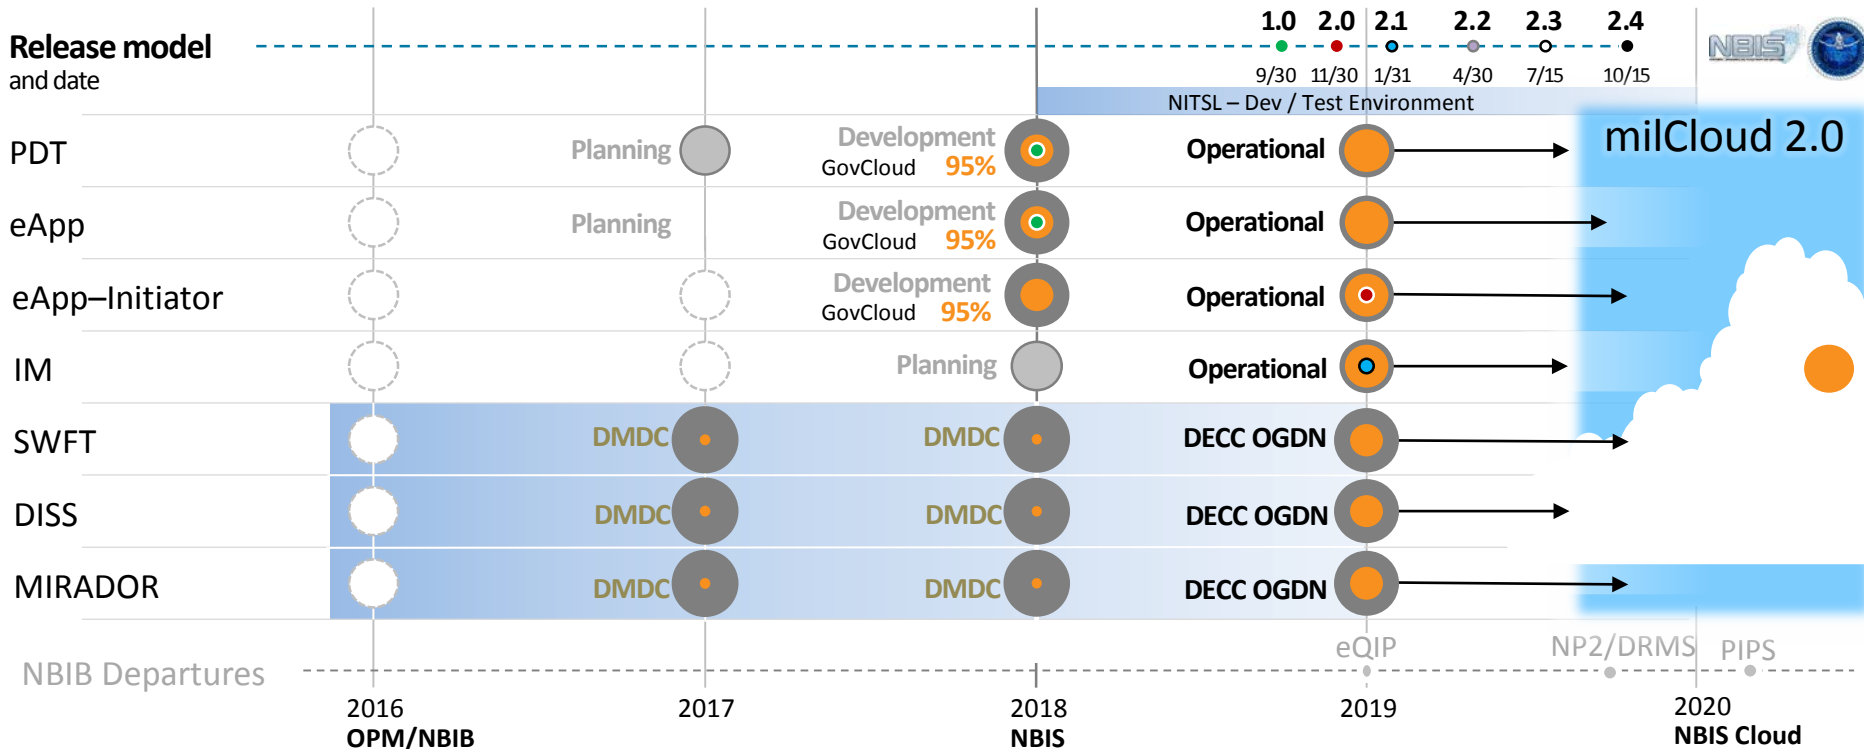 Release model
and date
1.0 2.0 2.1 2.2 2.3 2.4
9/30 11/30 1/31 4/30 7/15 10/15
NBIS
NITSL – Dev / Test Environment
milCloud 2.0
PDT
Planning
Development
GovCloud 95%
Operational
eApp
Planning
Development
GovCloud 95%
Operational
eApp–Initiator
Development
GovCloud 95%
Operational
IM
Planning
Operational
SWFT
DMDC
DMDC
DECC OGDN
DISS
DMDC
DMDC
DECC OGDN
MIRADOR
DMDC
DMDC
DECC OGDN
NBIB Departures
eQIP
NP2/DRMS
PIPS
2016
OPM/NBIB
2017
2018
NBIS
2019
2020
NBIS Cloud